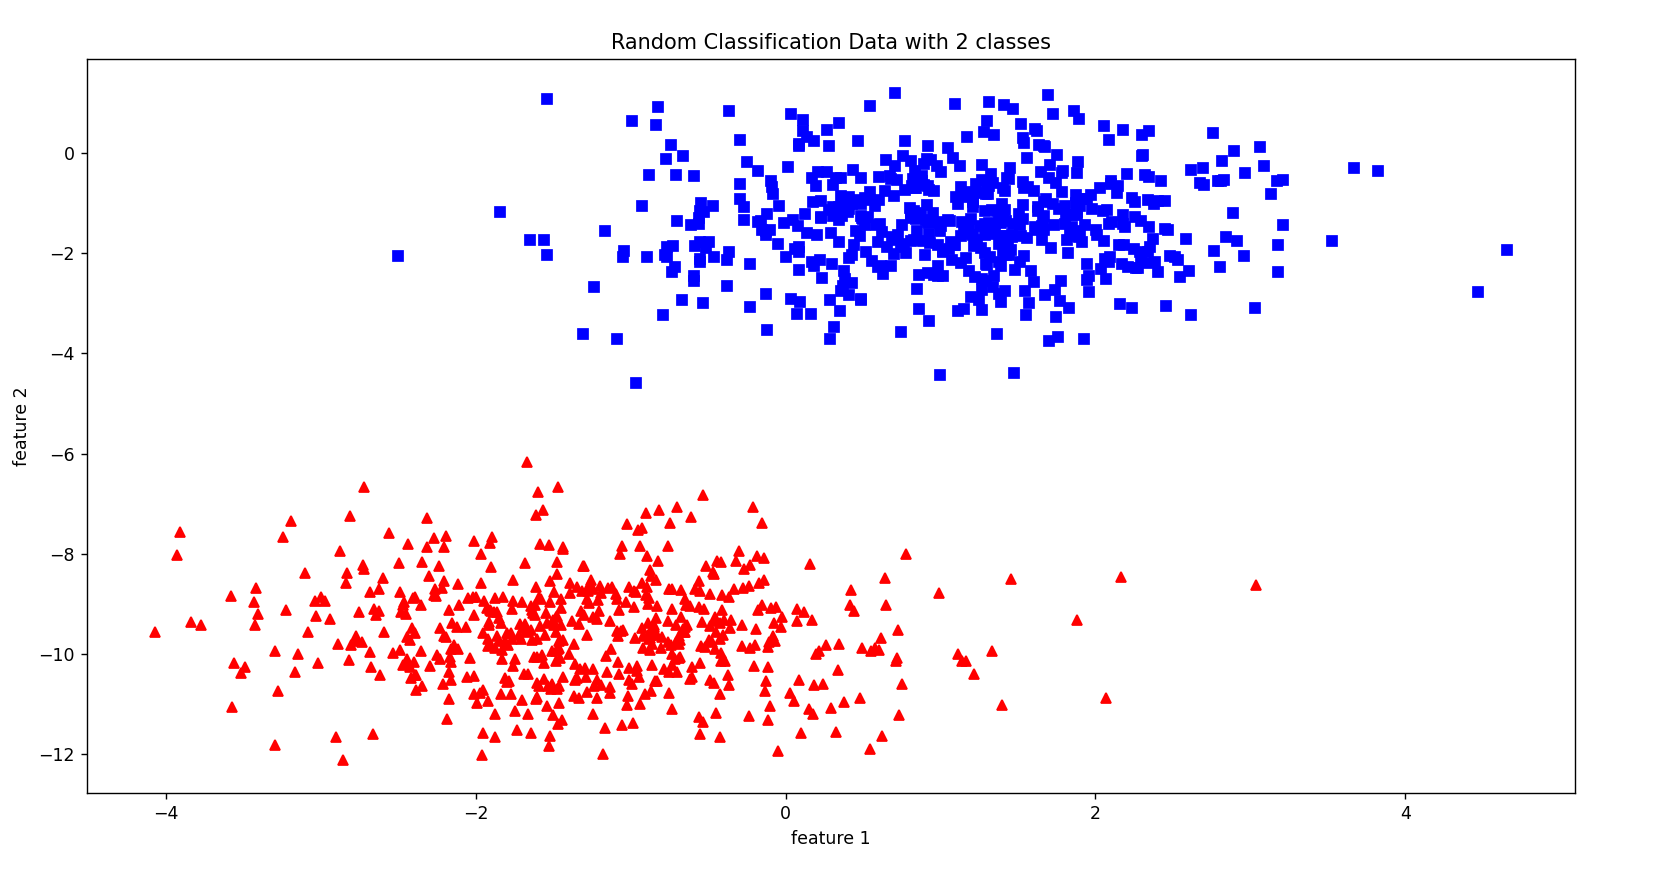 Random Classification Data with 2 classes
feature 2
0
−2
−4
−6
−8
−10
−12
−4 −2 0 2 4
feature 1